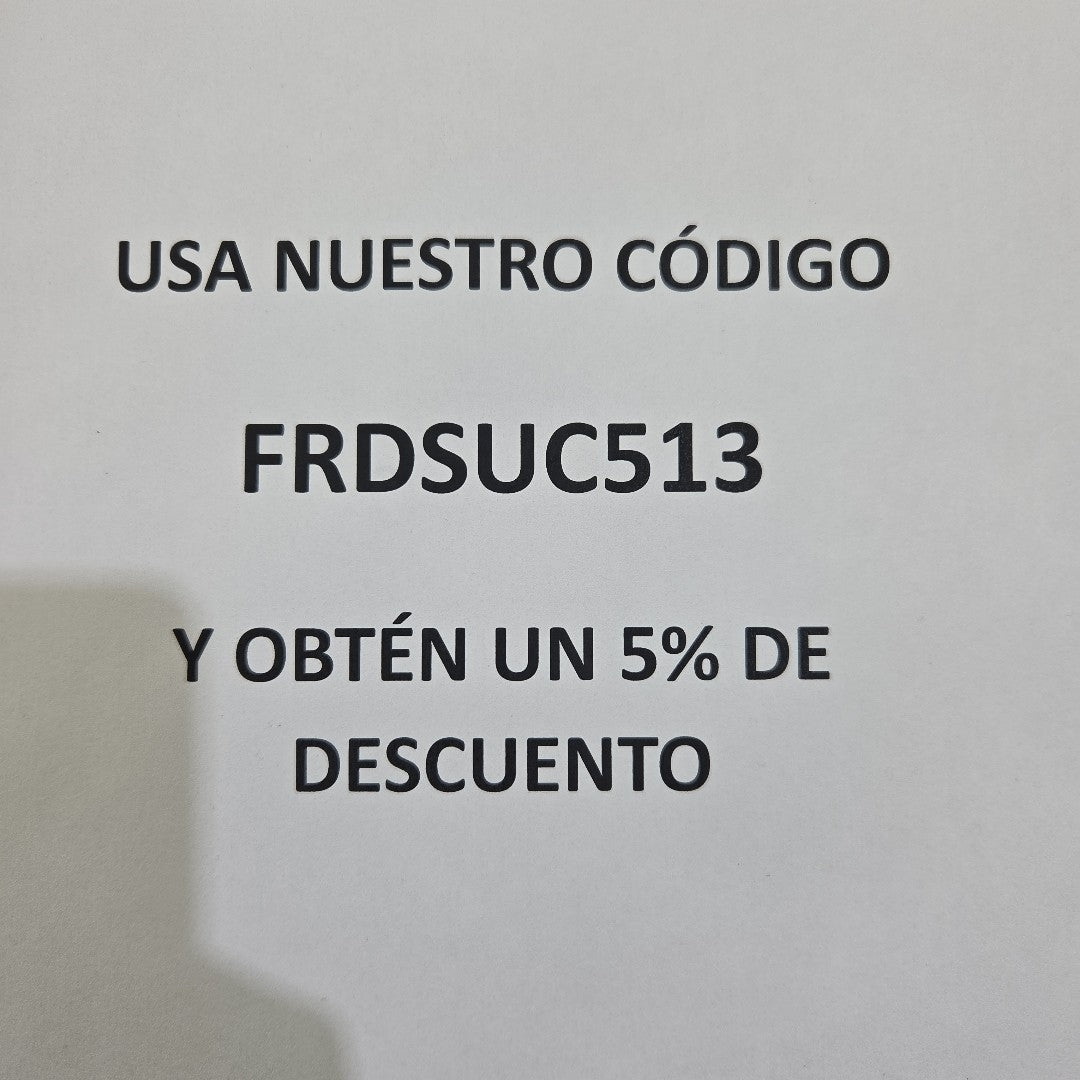 USA NUESTRO CÓDIGO
FRDSUC513
Y OBTÉN UN 5% DE
DESCUENTO